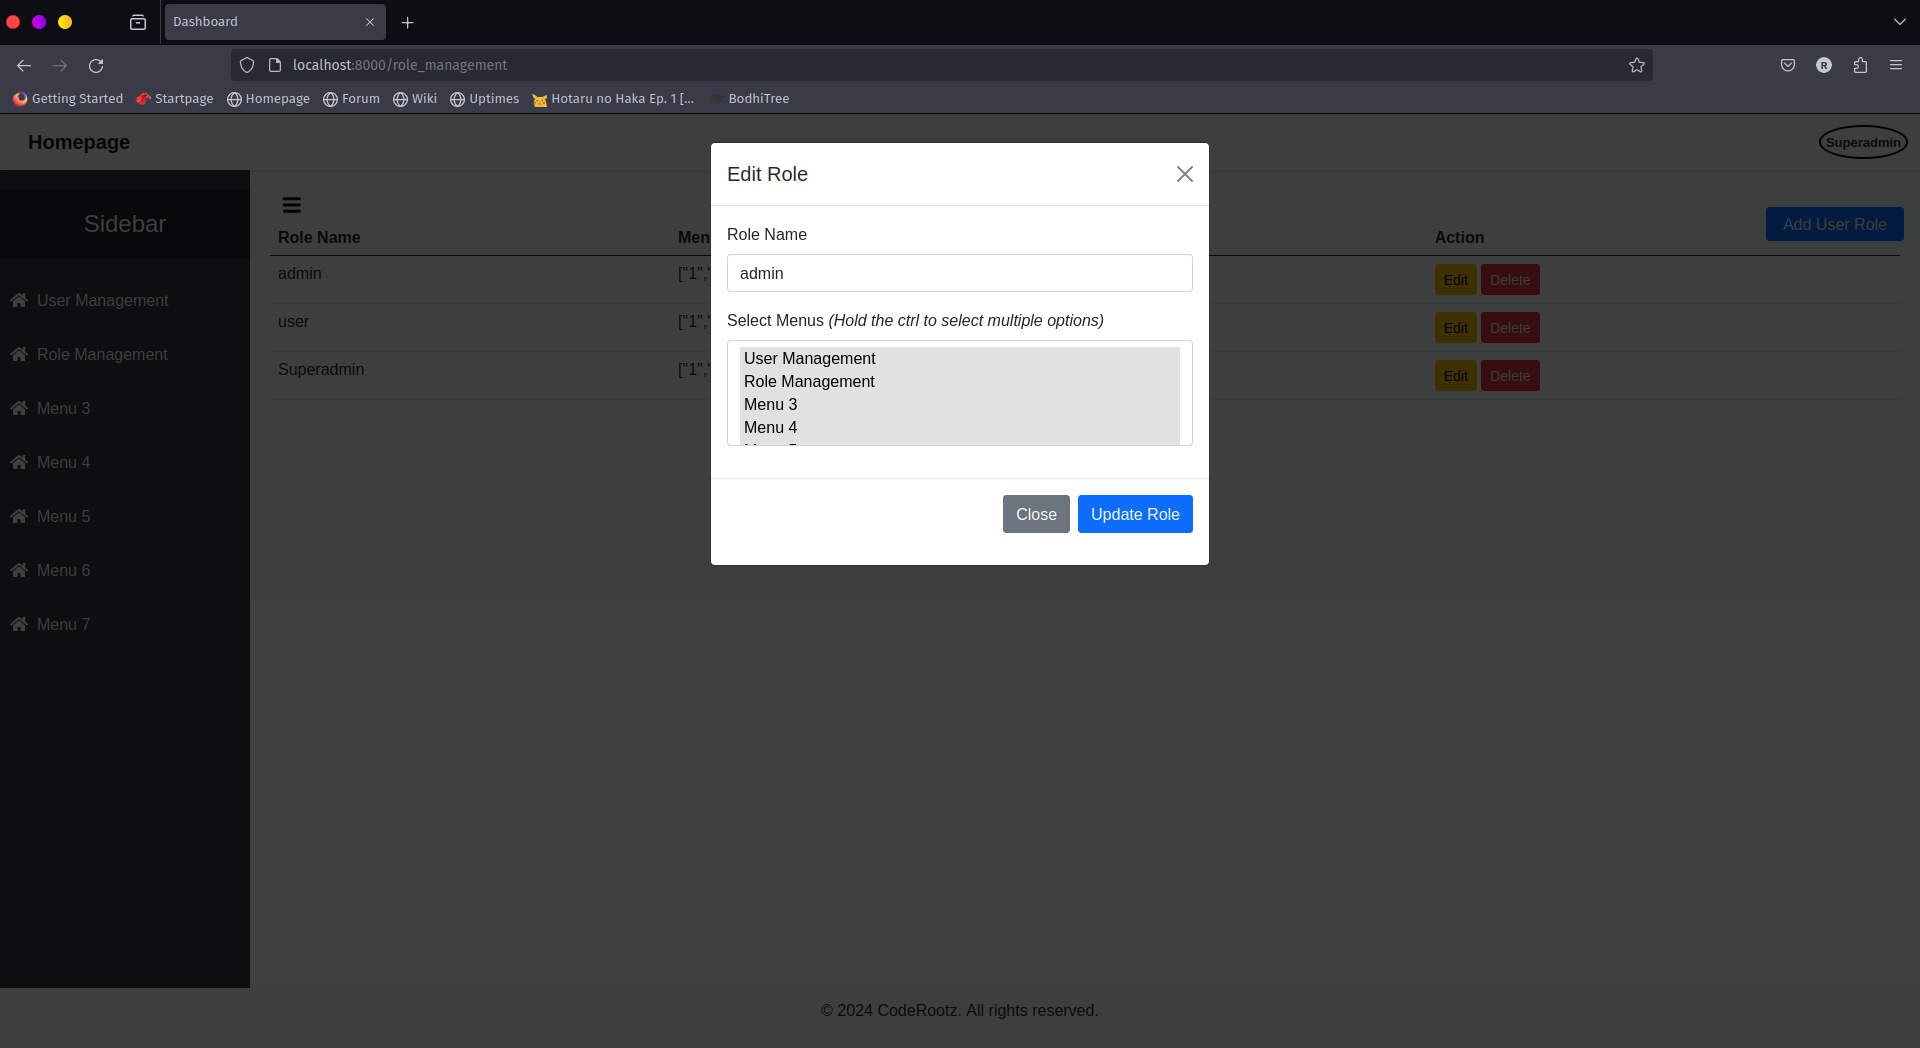 Dashboard
localhost:8000/role_management
R
Getting Started Startpage Homepage Forum Wiki Uptimes Hotaru no Haka Ep. 1 [... BodhiTree
Homepage
Superadmin
Sidebar
User Management
Role Management
Menu 3
Menu 4
Menu 5
Menu 6
Menu 7
Add User Role
Role Name Men Action
admin ["1"," Edit Delete
user ["1"," Edit Delete
Superadmin ["1"," Edit Delete
Edit Role
Role Name
admin
Select Menus (Hold the ctrl to select multiple options)
User Management
Role Management
Menu 3
Menu 4
Close Update Role
© 2024 CodeRootz. All rights reserved.